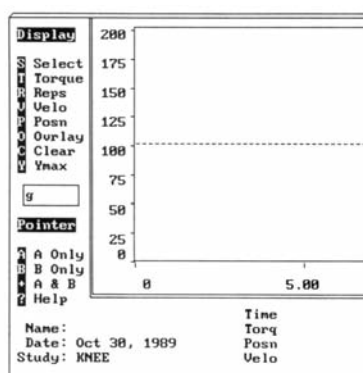 Display
S Select
T Torque
R Reps
V Velo
P Posn
O Ovrlay
C Clear
Y Ymax
g
Pointer
A A Only
B B Only
+ A & B
? Help
200
175
150
125
100
75
50
25
0
0 5.00
Name:
Date: Oct 30, 1989
Study: KNEE
Time
Torq
Posn
Velo